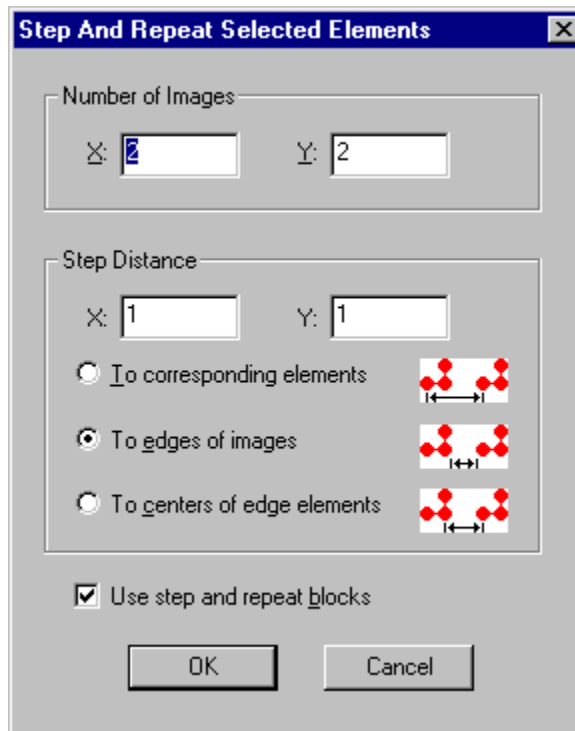 Step And Repeat Selected Elements
Number of Images
X: 2 Y: 2
Step Distance
X: 1 Y: 1
To corresponding elements
To edges of images
To centers of edge elements
Use step and repeat blocks
OK Cancel